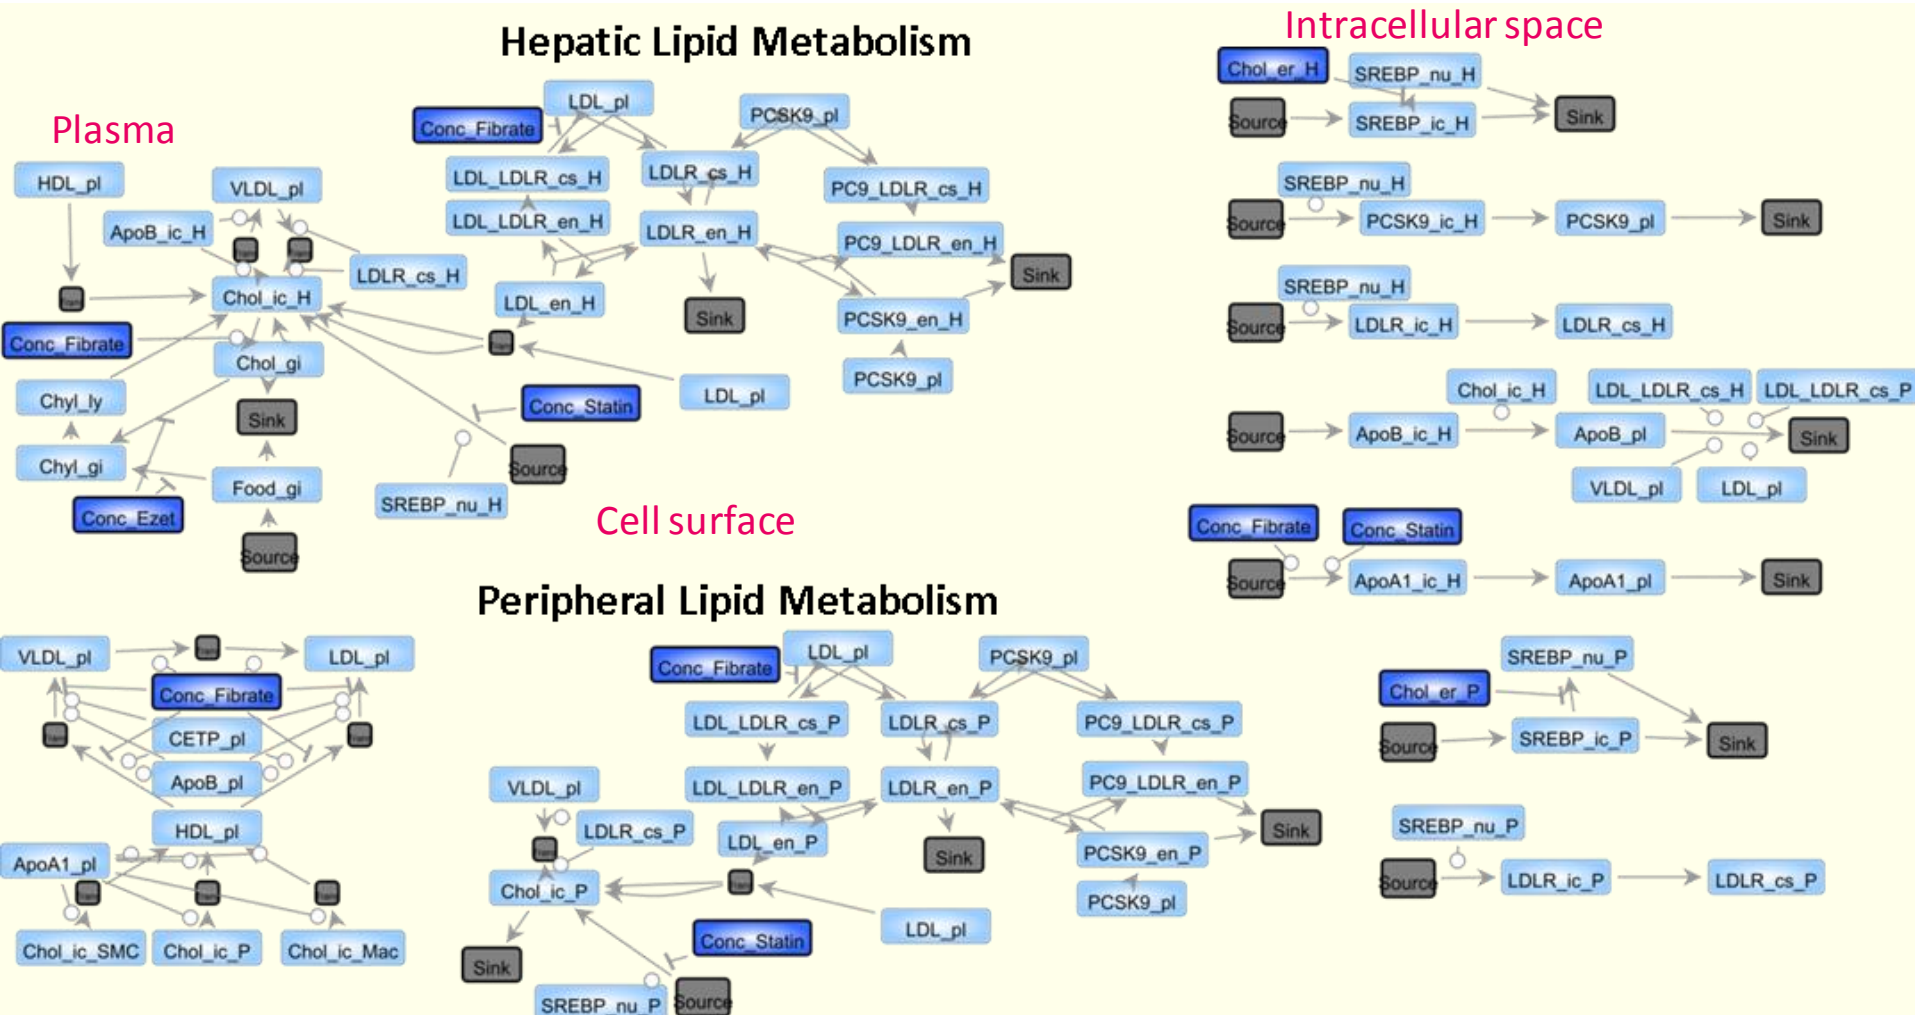 Hepatic Lipid Metabolism
Plasma
HDL_pl
VLDL_pl
ApoB_ic_H
LDLR_cs_H
Chol_ic_H
Conc_Fibrate
Chol_gi
Chyl_ly
Sink
Chyl_gi
Food_gi
Conc_Ezet
Source
Conc_Fibrate
LDL_pl
PCSK9_pl
LDL_LDLR_cs_H
LDLR_cs_H
PC9_LDLR_cs_H
LDL_LDLR_en_H
LDLR_en_H
PC9_LDLR_en_H
Sink
LDL_en_H
Sink
PCSK9_en_H
PCSK9_pl
LDL_pl
Conc_Statin
Source
SREBP_nu_H
Cell surface
Intracellular space
Chol_er_H
SREBP_nu_H
Source
SREBP_ic_H
Sink
SREBP_nu_H
Source
PCSK9_ic_H
PCSK9_pl
Sink
SREBP_nu_H
Source
LDLR_ic_H
LDLR_cs_H
Chol_ic_H
LDL_LDLR_cs_H
LDL_LDLR_cs_P
Source
ApoB_ic_H
ApoB_pl
Sink
VLDL_pl
LDL_pl
Conc_Fibrate
Conc_Statin
Source
ApoA1_ic_H
ApoA1_pl
Sink
Peripheral Lipid Metabolism
VLDL_pl
LDL_pl
Conc_Fibrate
CETP_pl
ApoB_pl
HDL_pl
ApoA1_pl
Chol_ic_SMC
Chol_ic_P
Chol_ic_Mac
Conc_Fibrate
LDL_pl
PCSK9_pl
LDL_LDLR_cs_P
LDLR_cs_P
PC9_LDLR_cs_P
VLDL_pl
LDL_LDLR_en_P
LDLR_en_P
PC9_LDLR_en_P
LDLR_cs_P
LDL_en_P
Sink
Sink
PCSK9_en_P
Chol_ic_P
PCSK9_pl
LDL_pl
Conc_Statin
Sink
SREBP_nu_P
Source
SREBP_nu_P
Chol_er_P
Source
SREBP_ic_P
Sink
SREBP_nu_P
Source
LDLR_ic_P
LDLR_cs_P